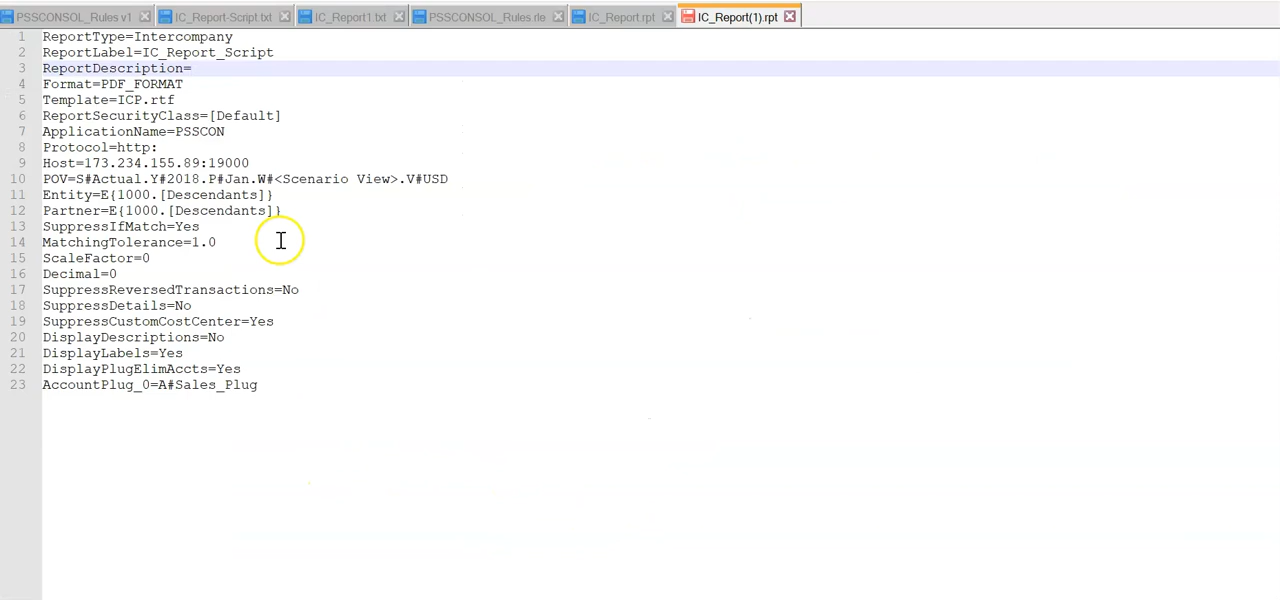 PSSCONSOL_Rules v1 IC_Report-Script.txt IC_Report1.txt PSSCONSOL_Rules.rle IC_Report.rpt IC_Report(1).rpt
1 ReportType=Intercompany
2 ReportLabel=IC_Report_Script
3 ReportDescription=
4 Format=PDF_FORMAT
5 Template=ICP.rtf
6 ReportSecurityClass=[Default]
7 ApplicationName=PSSCON
8 Protocol=http:
9 Host=173.234.155.89:19000
10 POV=S#Actual.Y#2018.P#Jan.W#<Scenario View>.V#USD
11 Entity=E{1000.[Descendants]}
12 Partner=E{1000.[Descendants]}
13 SuppressIfMatch=Yes
14 MatchingTolerance=1.0
15 ScaleFactor=0
16 Decimal=0
17 SuppressReversedTransactions=No
18 SuppressDetails=No
19 SuppressCustomCostCenter=Yes
20 DisplayDescriptions=No
21 DisplayLabels=Yes
22 DisplayPlugElimAccts=Yes
23 AccountPlug_0=A#Sales_Plug